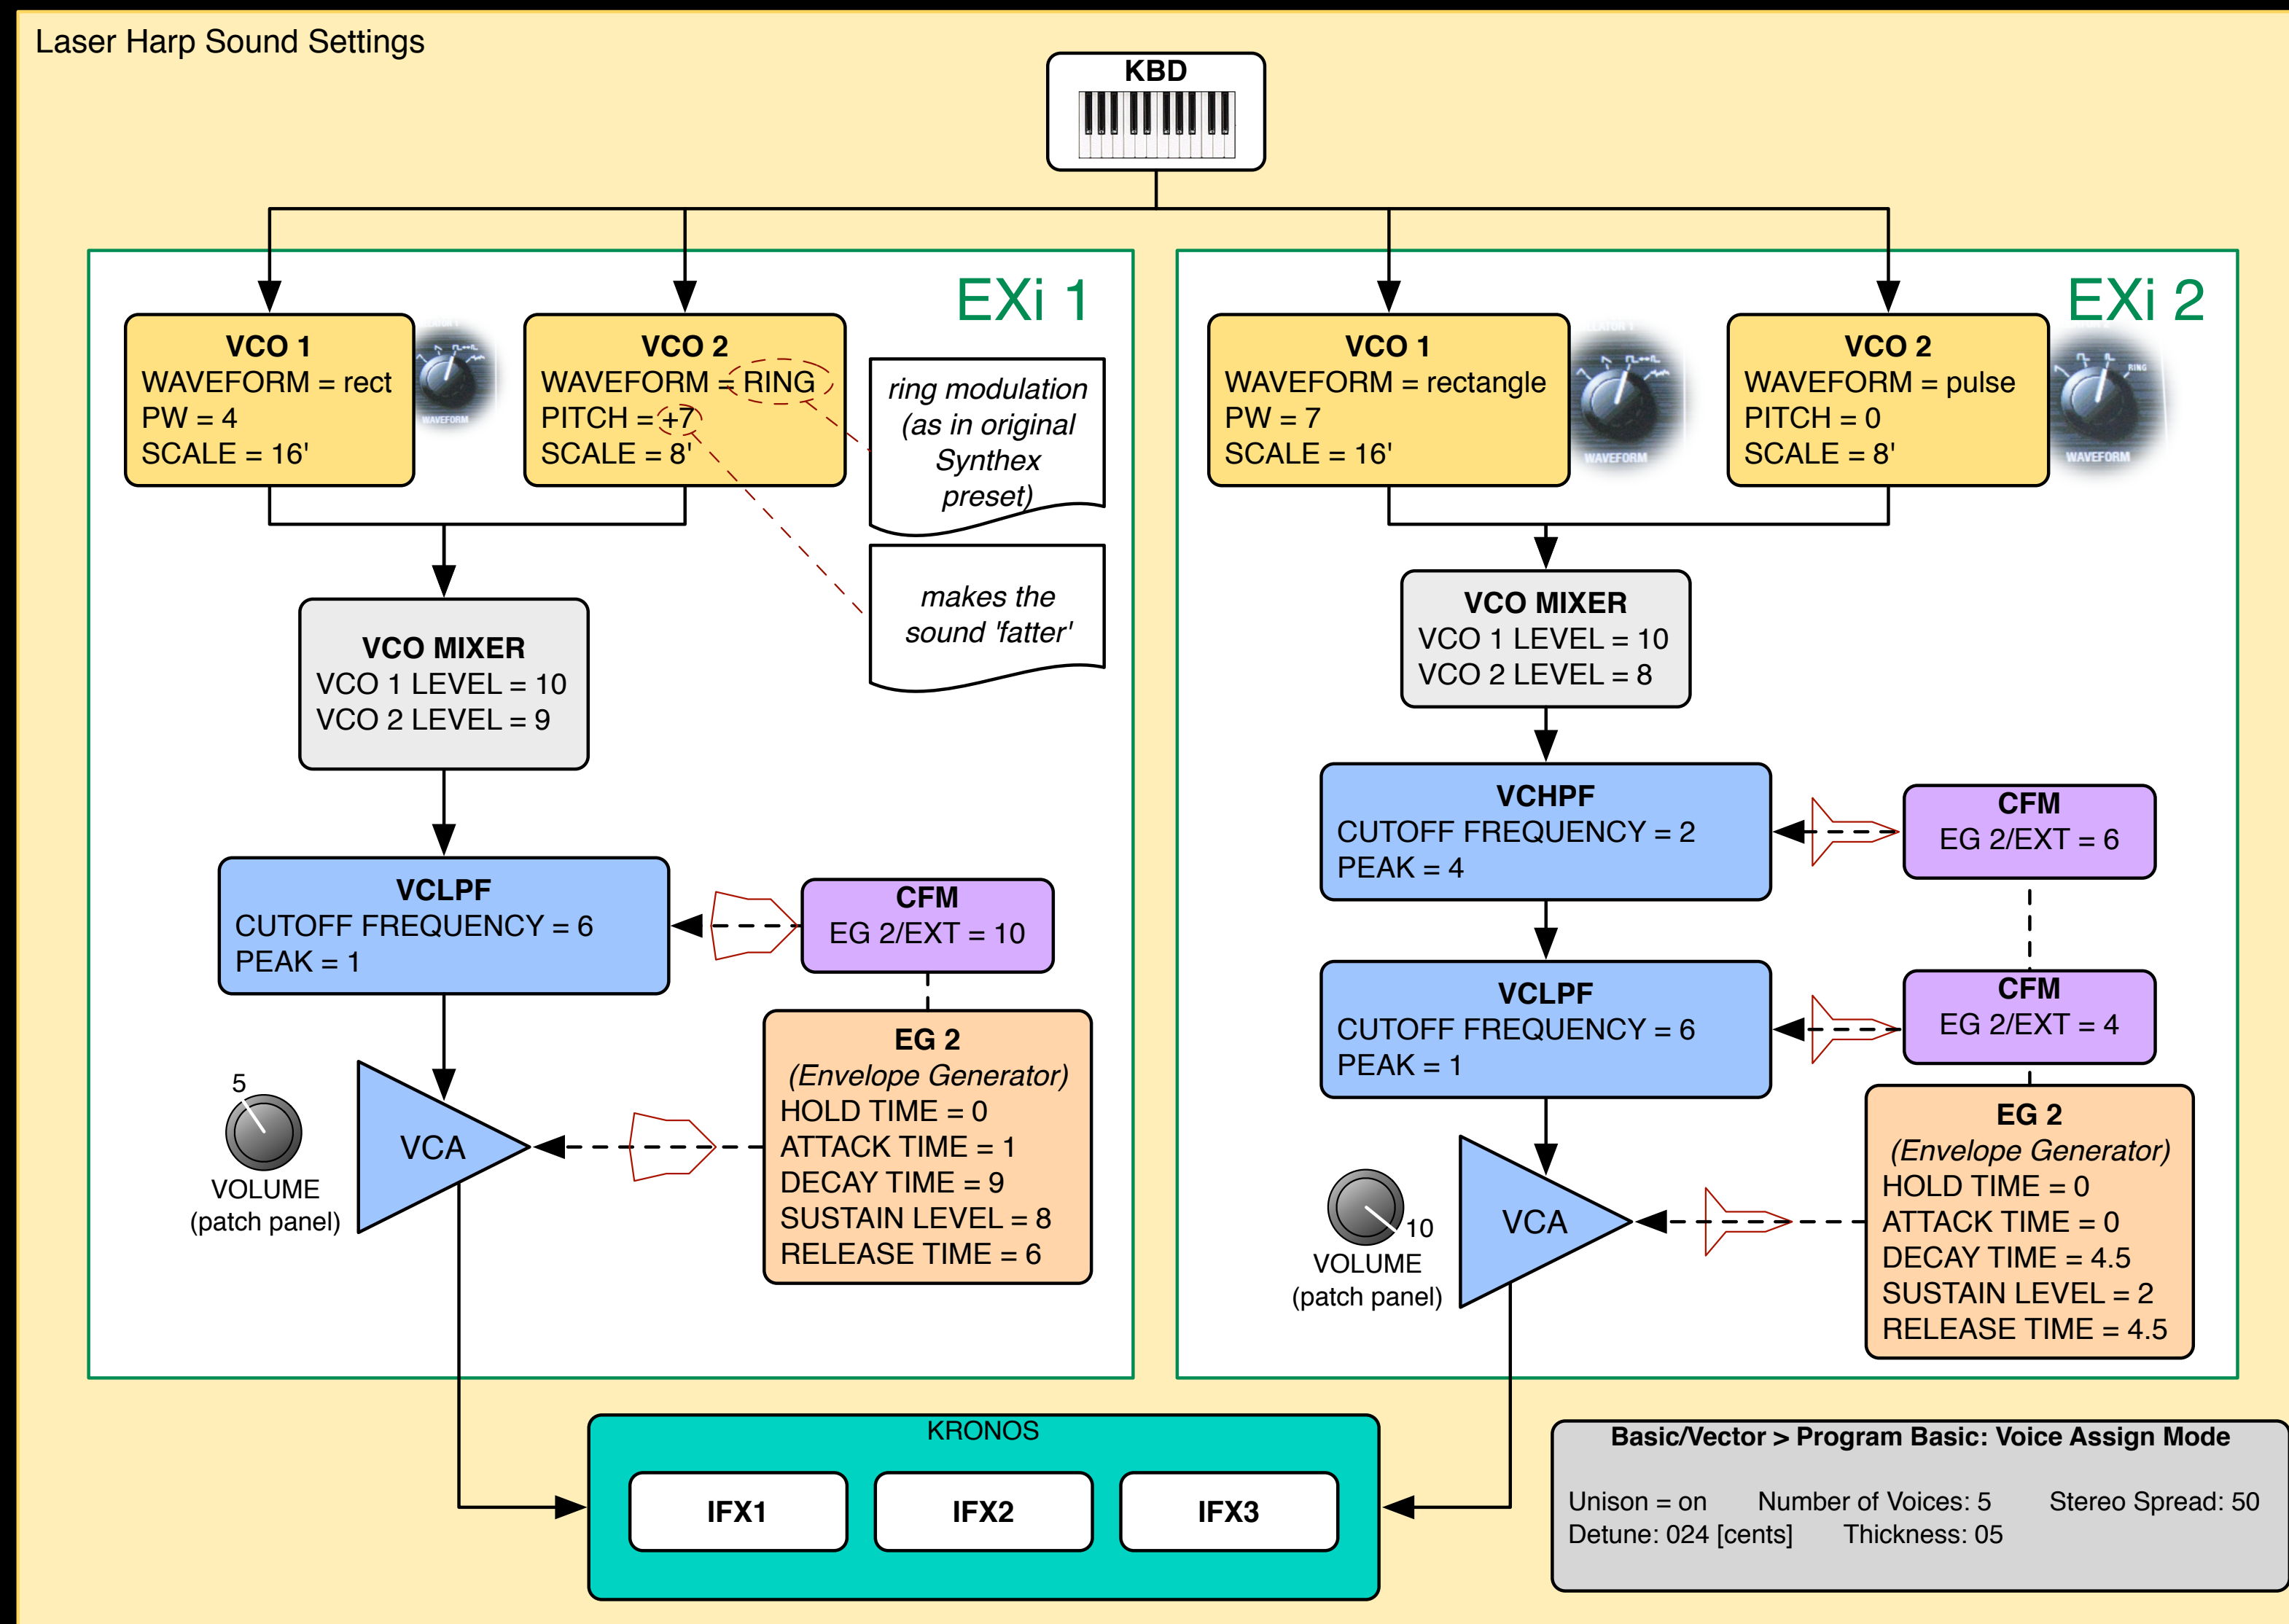 Laser Harp Sound Settings
KBD
EXi 1
VCO 1
WAVEFORM = rect
PW = 4
SCALE = 16'
WAVEFORM
VCO 2
WAVEFORM = RING
PITCH = +7
SCALE = 8'
ring modulation
(as in original
Synthex
preset)
makes the
sound 'fatter'
VCO MIXER
VCO 1 LEVEL = 10
VCO 2 LEVEL = 9
VCLPF
CUTOFF FREQUENCY = 6
PEAK = 1
CFM
EG 2/EXT = 10
EG 2
(Envelope Generator)
HOLD TIME = 0
ATTACK TIME = 1
DECAY TIME = 9
SUSTAIN LEVEL = 8
RELEASE TIME = 6
5
VOLUME
(patch panel)
VCA
EXi 2
VCO 1
WAVEFORM = rectangle
PW = 7
SCALE = 16'
WAVEFORM
VCO 2
WAVEFORM = pulse
PITCH = 0
SCALE = 8'
RING
WAVEFORM
VCO MIXER
VCO 1 LEVEL = 10
VCO 2 LEVEL = 8
VCHPF
CUTOFF FREQUENCY = 2
PEAK = 4
CFM
EG 2/EXT = 6
VCLPF
CUTOFF FREQUENCY = 6
PEAK = 1
CFM
EG 2/EXT = 4
EG 2
(Envelope Generator)
HOLD TIME = 0
ATTACK TIME = 0
DECAY TIME = 4.5
SUSTAIN LEVEL = 2
RELEASE TIME = 4.5
10
VOLUME
(patch panel)
VCA
KRONOS
IFX1
IFX2
IFX3
Basic/Vector > Program Basic: Voice Assign Mode
Unison = on Number of Voices: 5 Stereo Spread: 50
Detune: 024 [cents] Thickness: 05